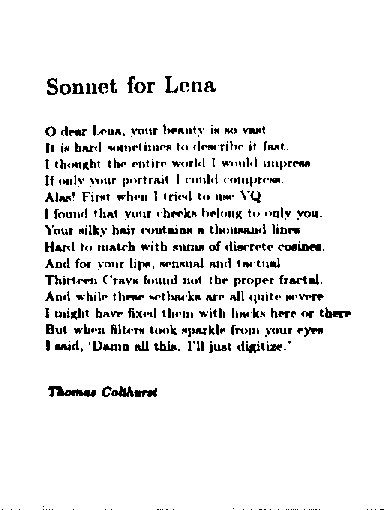 Sonnet for Lena
O dear Lena, your beauty is so vast
It is hard sometimes to describe it fast.
I thought the entire world I would impress
If only your portrait I could compress.
Alas! First when I tried to use VQ
I found that your cheeks belong to only you.
Your silky hair contains a thousand lines
Hard to match with sums of discrete cosines.
And for your lips, sensual and tactual
Thirteen Crays found not the proper fractal.
And while these setbacks are all quite severe
I might have fixed them with hacks here or there
But when filters took sparkle from your eyes
I said, 'Damn all this. I'll just digitize.'
Thomas Colthurst